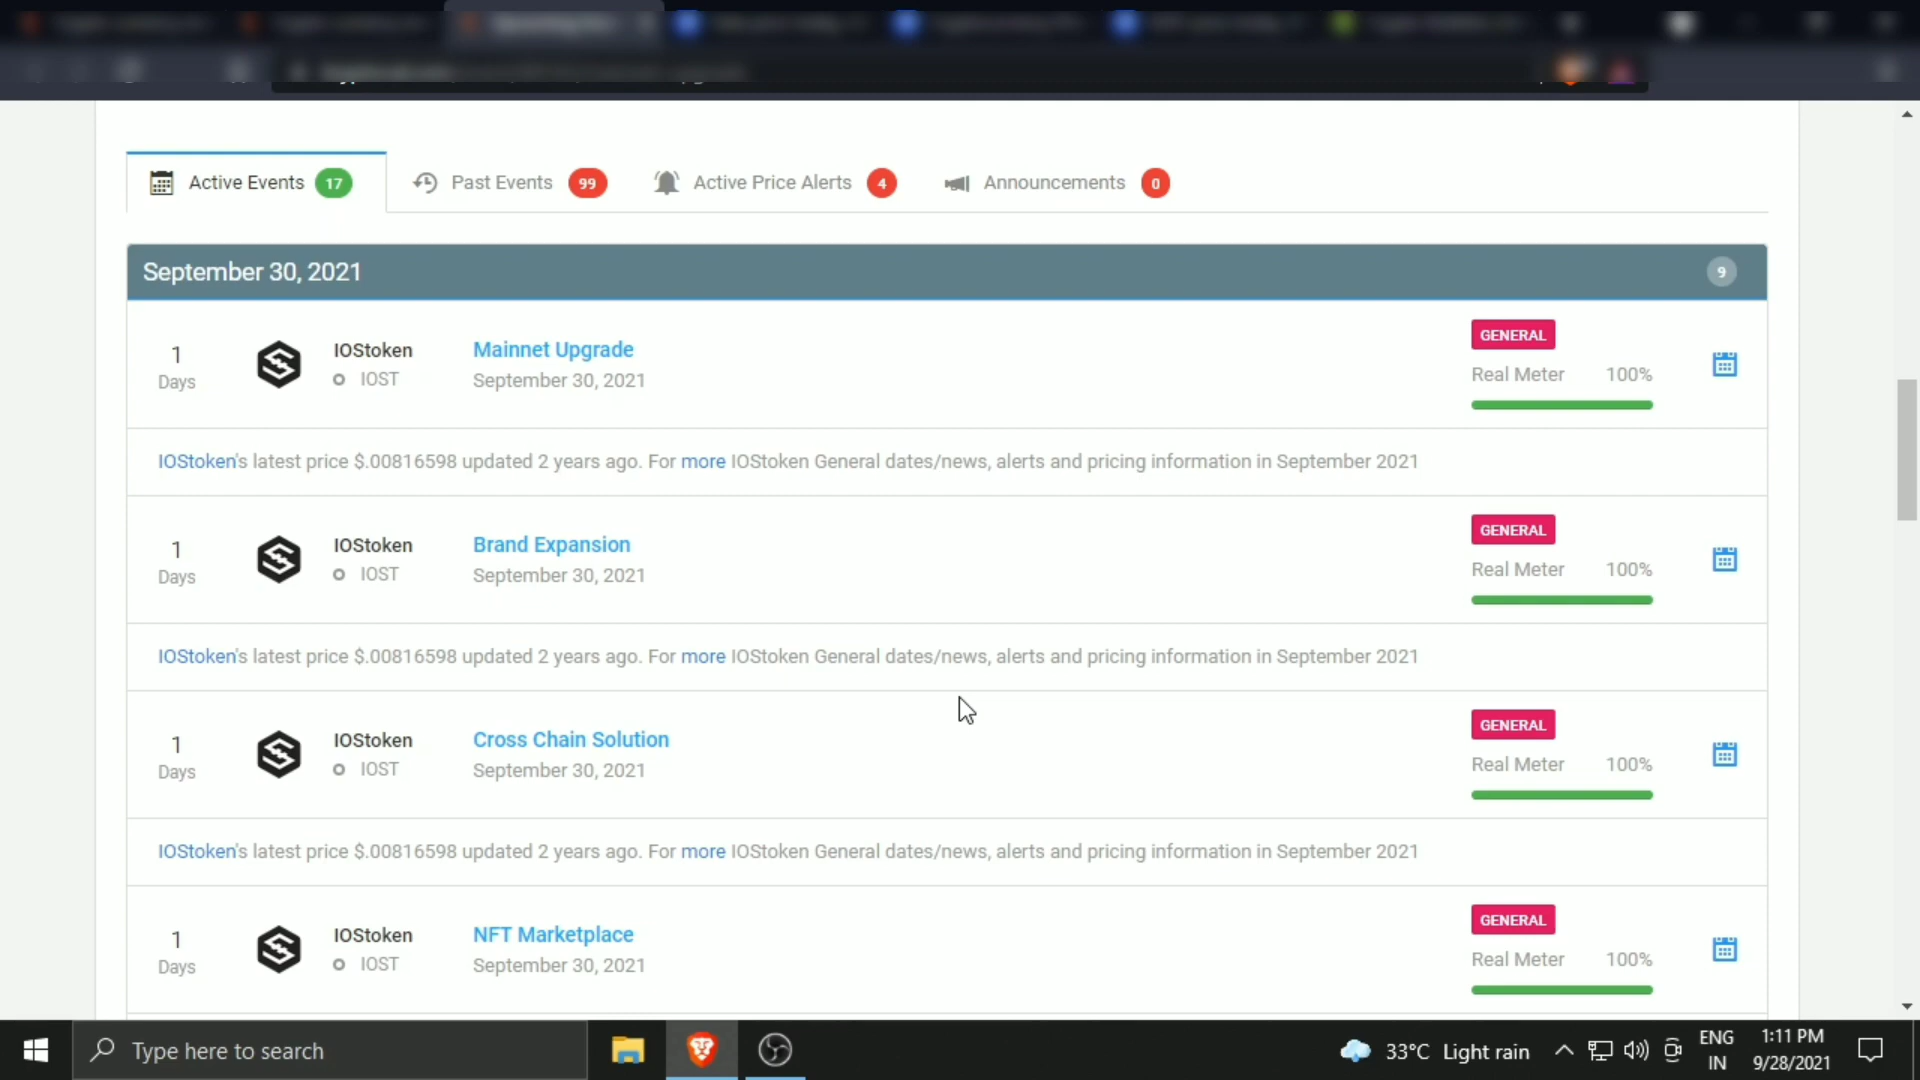 Active Events 17 Past Events 99 Active Price Alerts 4 Announcements 0
September 30, 2021 9
1 Days IOStoken IOST Mainnet Upgrade September 30, 2021 GENERAL Real Meter 100%
IOStoken's latest price $.00816598 updated 2 years ago. For more IOStoken General dates/news, alerts and pricing information in September 2021
1 Days IOStoken IOST Brand Expansion September 30, 2021 GENERAL Real Meter 100%
IOStoken's latest price $.00816598 updated 2 years ago. For more IOStoken General dates/news, alerts and pricing information in September 2021
1 Days IOStoken IOST Cross Chain Solution September 30, 2021 GENERAL Real Meter 100%
IOStoken's latest price $.00816598 updated 2 years ago. For more IOStoken General dates/news, alerts and pricing information in September 2021
1 Days IOStoken IOST NFT Marketplace September 30, 2021 GENERAL Real Meter 100%
Type here to search 33°C Light rain ENG IN 1:11 PM 9/28/2021